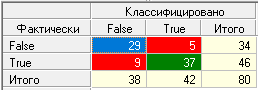 Классифицировано
Фактически False True Итого
False 29 5 34
True 9 37 46
Итого 38 42 80